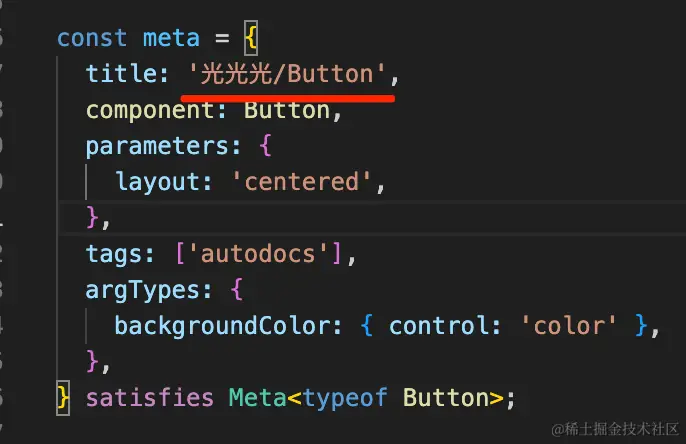 const meta = {
title: '光光光/Button',
component: Button,
parameters: {
layout: 'centered',
},
tags: ['autodocs'],
argTypes: {
backgroundColor: { control: 'color' },
},
} satisfies Meta<typeof Button>;
@稀土掘金技术社区